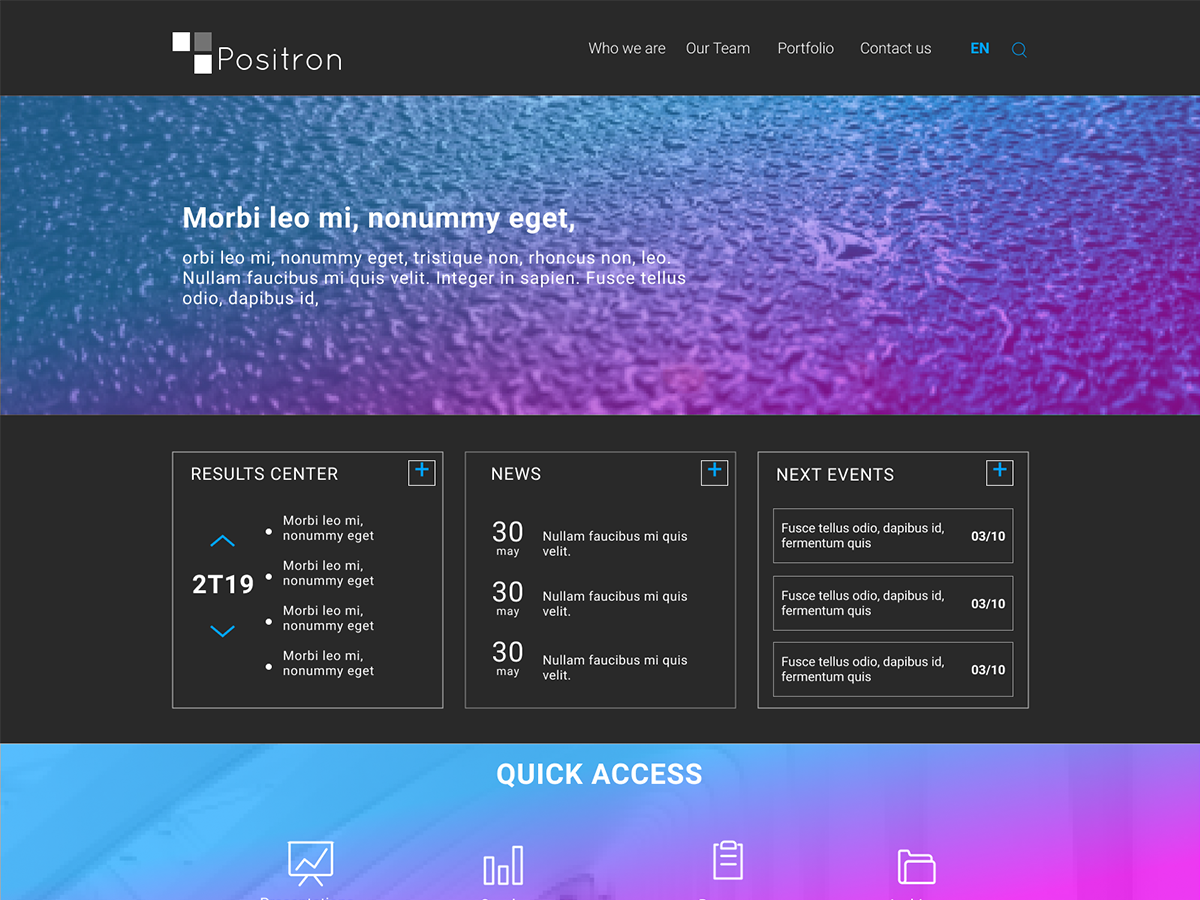 Positron
Who we are
Our Team
Portfolio
Contact us
EN
Morbi leo mi, nonummy eget,
orbi leo mi, nonummy eget, tristique non, rhoncus non, leo.
Nullam faucibus mi quis velit. Integer in sapien. Fusce tellus
odio, dapibus id,
RESULTS CENTER
+
2T19
Morbi leo mi,
nonummy eget
Morbi leo mi,
nonummy eget
Morbi leo mi,
nonummy eget
Morbi leo mi,
nonummy eget
NEWS
+
30
may
Nullam faucibus mi quis
velit.
30
may
Nullam faucibus mi quis
velit.
30
may
Nullam faucibus mi quis
velit.
NEXT EVENTS
+
Fusce tellus odio, dapibus id,
fermentum quis
03/10
Fusce tellus odio, dapibus id,
fermentum quis
03/10
Fusce tellus odio, dapibus id,
fermentum quis
03/10
QUICK ACCESS